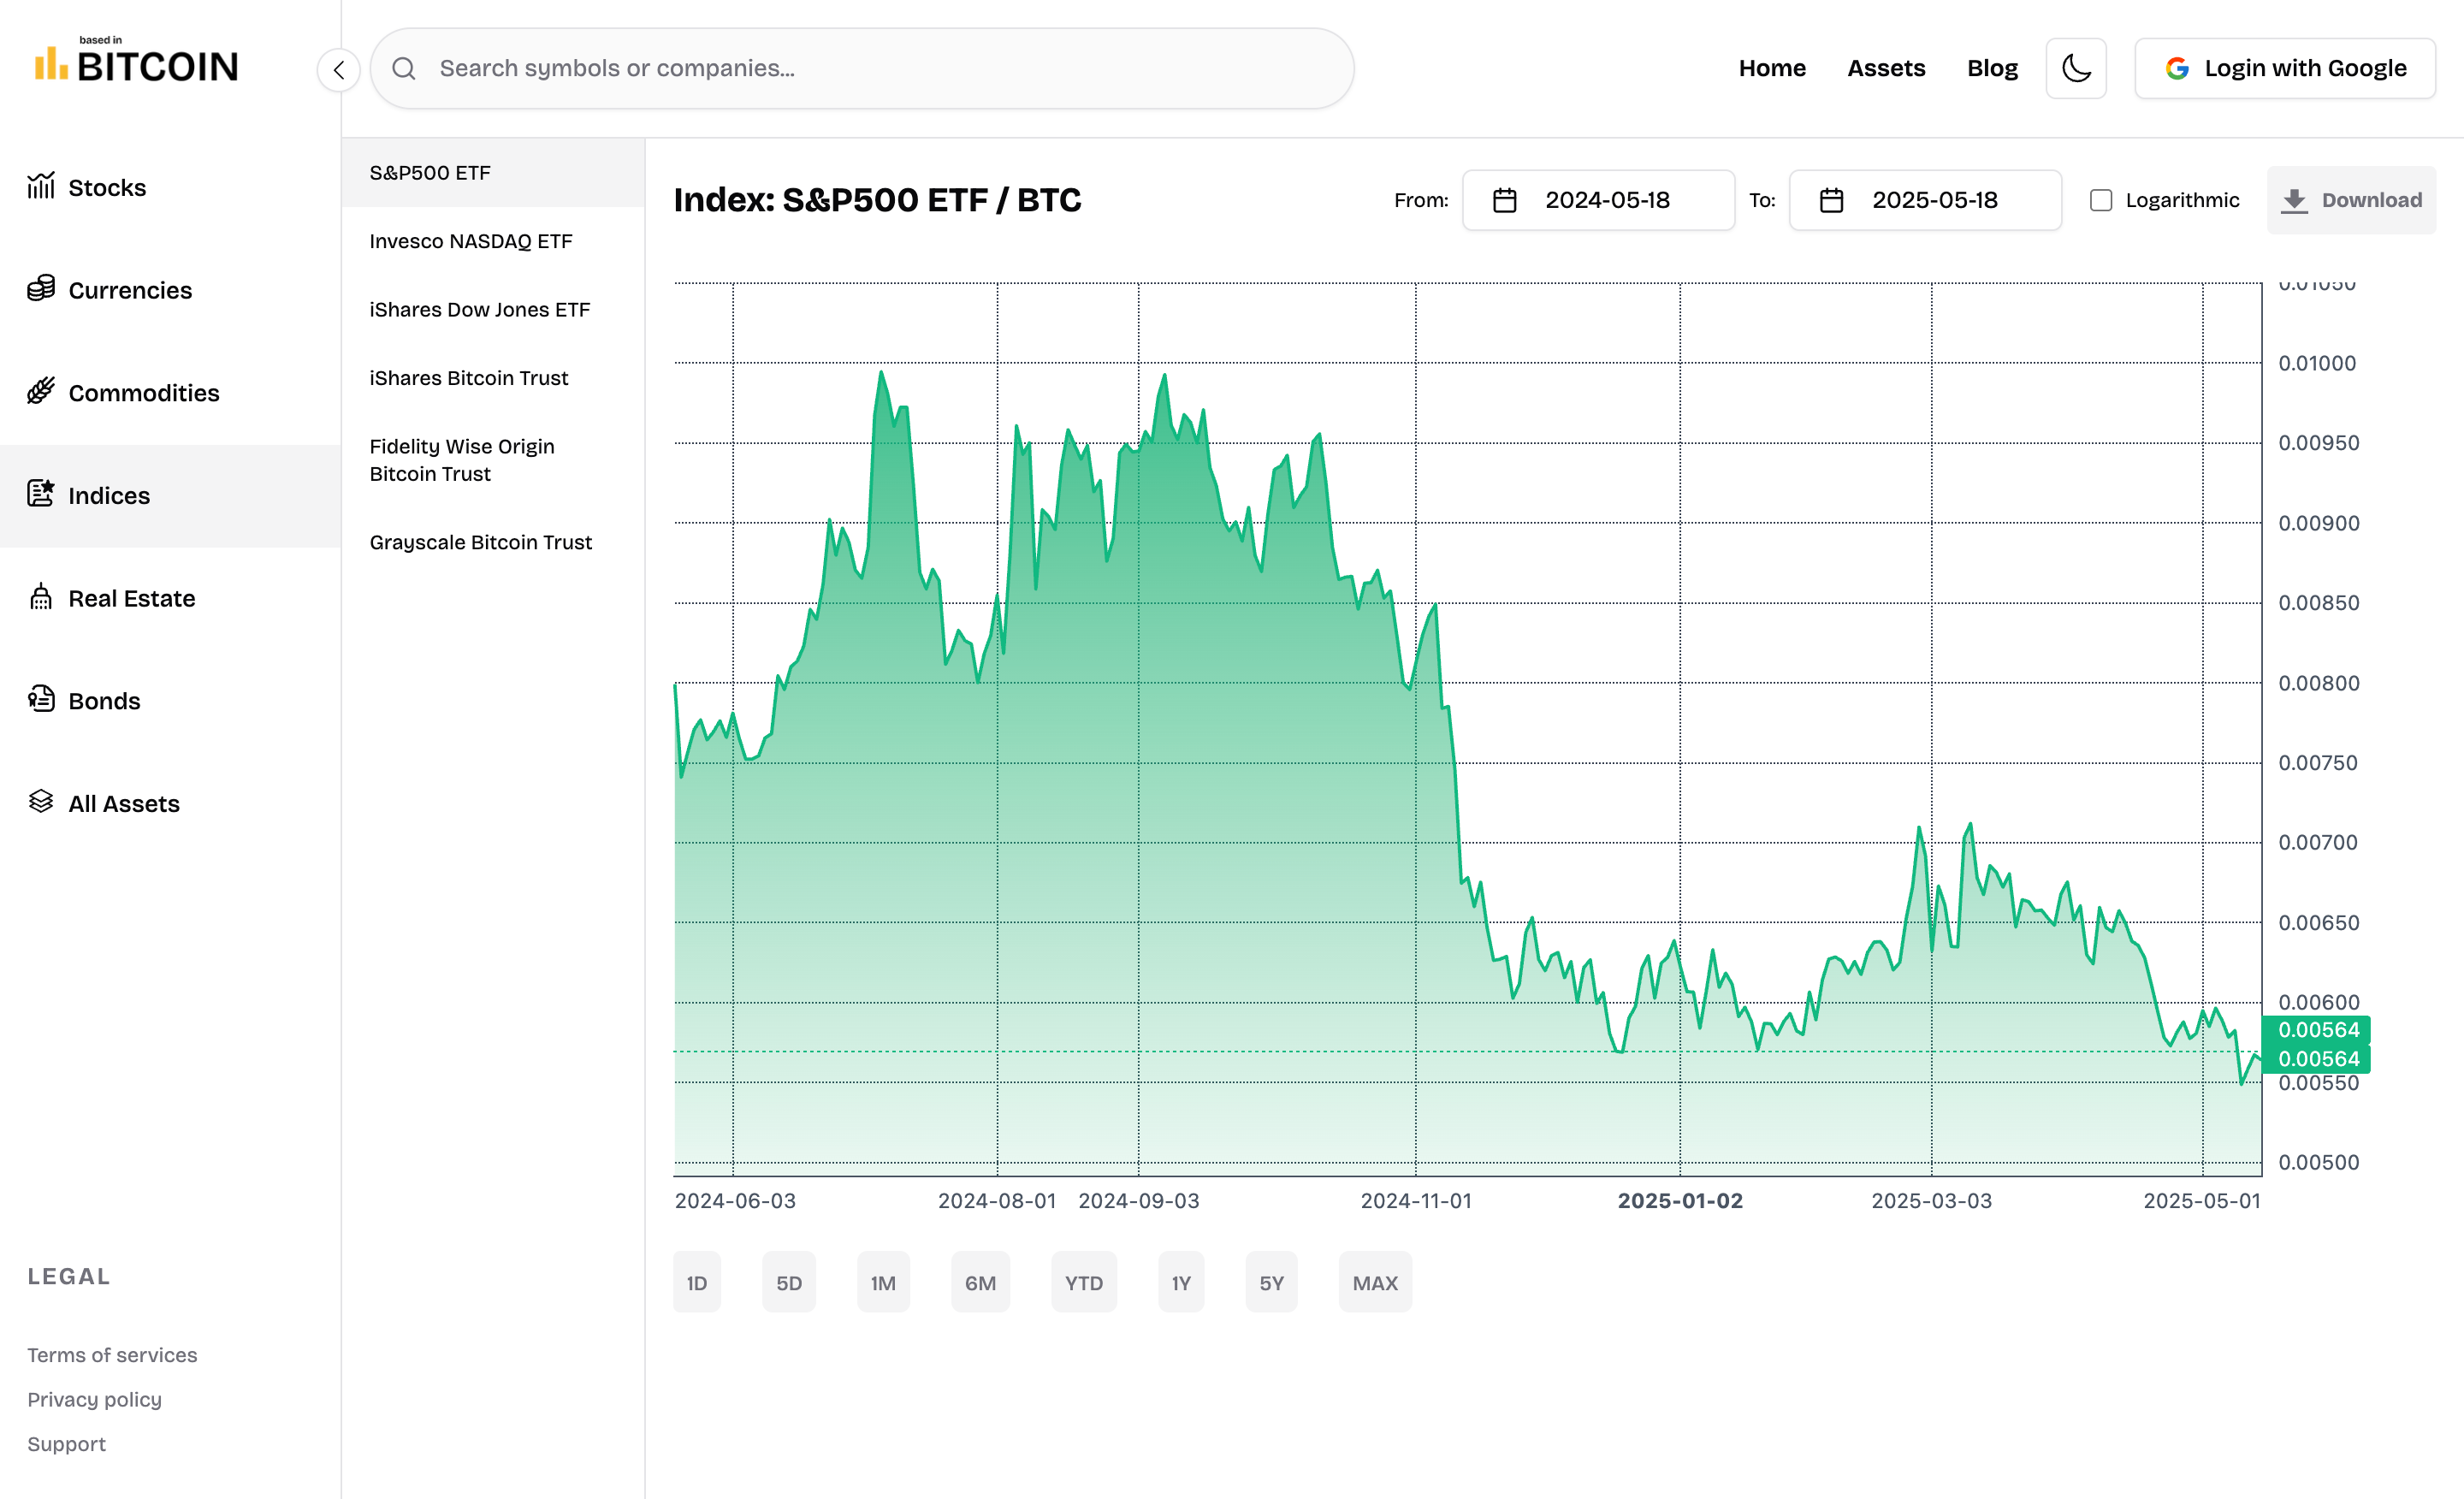 based in
BITCOIN
Search symbols or companies...
Home
Assets
Blog
Login with Google
Stocks
Currencies
Commodities
Indices
Real Estate
Bonds
All Assets
LEGAL
Terms of services
Privacy policy
Support
S&P500 ETF
Invesco NASDAQ ETF
iShares Dow Jones ETF
iShares Bitcoin Trust
Fidelity Wise Origin
Bitcoin Trust
Grayscale Bitcoin Trust
Index: S&P500 ETF / BTC
From:
2024-05-18
To:
2025-05-18
Logarithmic
Download
0.01050
0.01000
0.00950
0.00900
0.00850
0.00800
0.00750
0.00700
0.00650
0.00600
0.00564
0.00564
0.00550
0.00500
2024-06-03
2024-08-01
2024-09-03
2024-11-01
2025-01-02
2025-03-03
2025-05-01
1D
5D
1M
6M
YTD
1Y
5Y
MAX